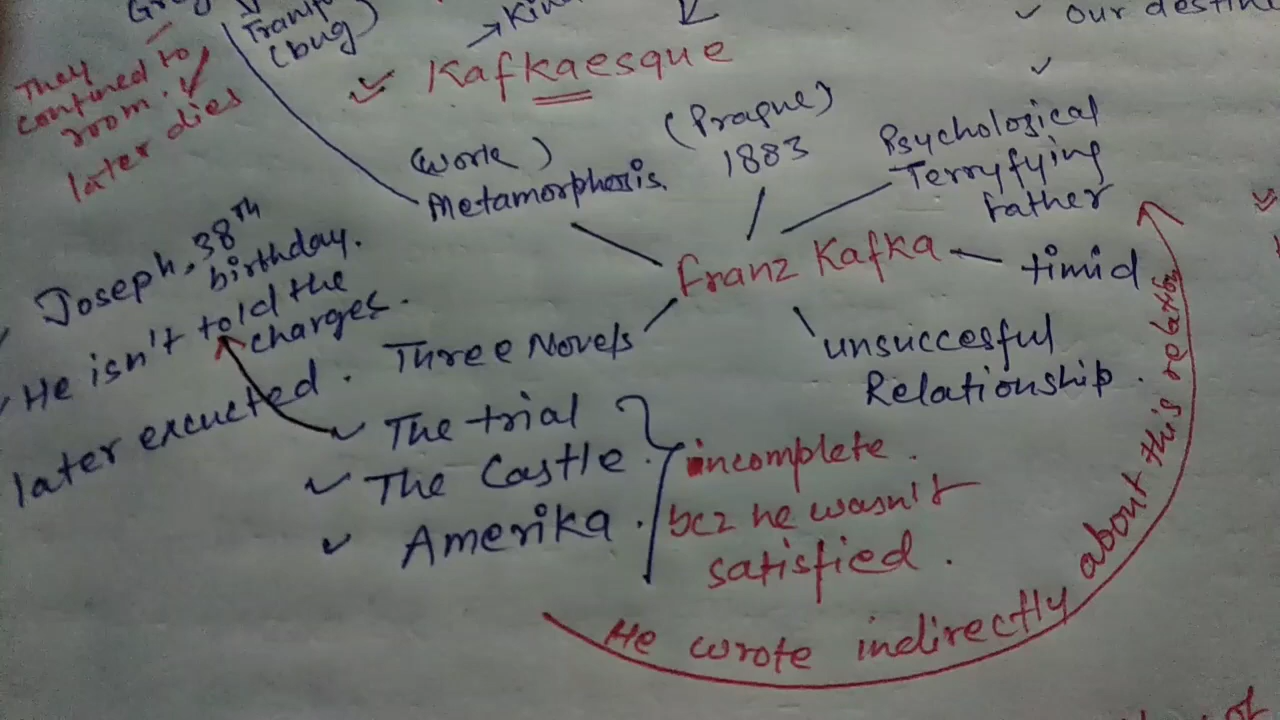 our destin
(bug)
Kafkaesque
They
confined to
room.
later dies
(work)
Metamorphosis.
(Prague)
1883
Psychological
Terryfying
father
Franz Kafka
timid
unsuccesful
Relationship.
Joseph, 38th
birthday.
He isn't told the
charges.
later excucted.
Three Novels
The trial
The Castle.
Amerika.
incomplete.
bcz he wasn't
satisfied.
He wrote indirectly about this relation